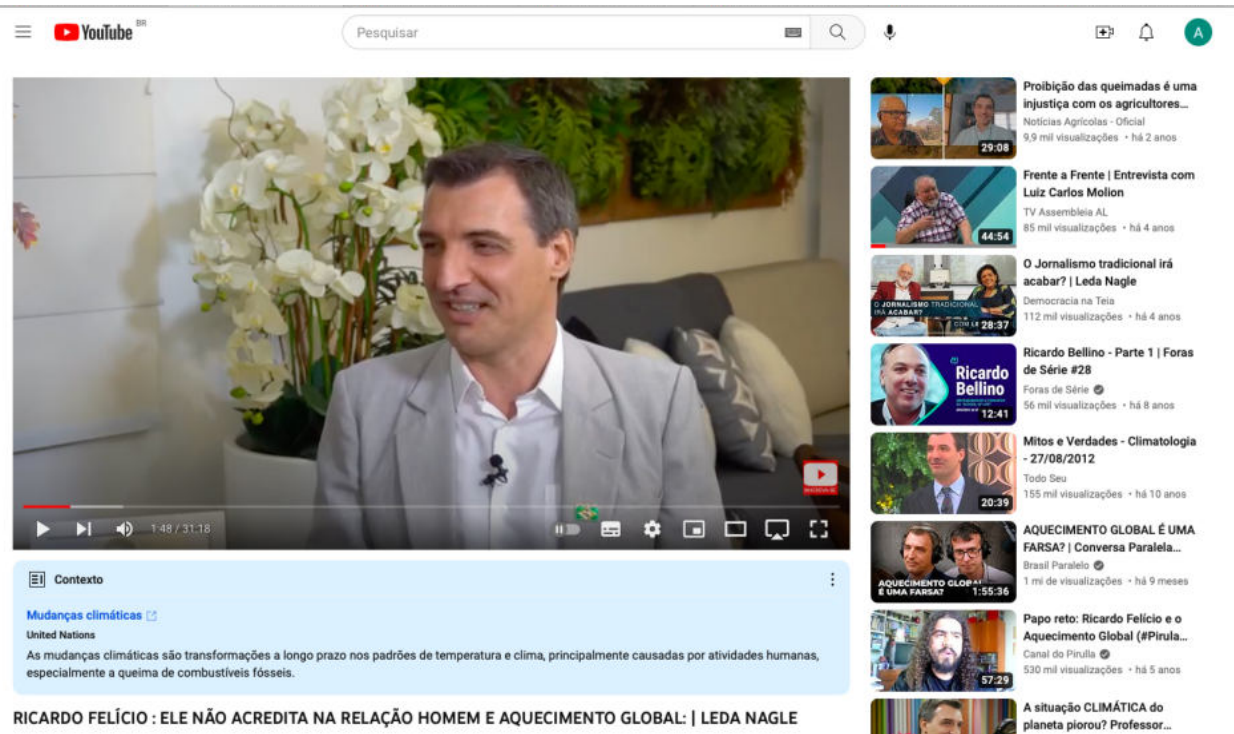 YouTube BR
Pesquisar
A
INSCREVA-SE
1:48 / 31:18
Contexto
Mudanças climáticas
United Nations
As mudanças climáticas são transformações a longo prazo nos padrões de temperatura e clima, principalmente causadas por atividades humanas,
especialmente a queima de combustíveis fósseis.
RICARDO FELÍCIO : ELE NÃO ACREDITA NA RELAÇÃO HOMEM E AQUECIMENTO GLOBAL: | LEDA NAGLE
29:08
Proibição das queimadas é uma
injustiça com os agricultores...
Notícias Agrícolas - Oficial
9,9 mil visualizações • há 2 anos
44:54
Frente a Frente | Entrevista com
Luiz Carlos Molion
TV Assembleia AL
85 mil visualizações • há 4 anos
O JORNALISMO TRADICIONAL
IRÁ ACABAR?
28:37
O Jornalismo tradicional irá
acabar? | Leda Nagle
Democracia na Teia
112 mil visualizações • há 4 anos
Ricardo
Bellino
12:41
Ricardo Bellino - Parte 1 | Foras
de Série #28
Foras de Série
56 mil visualizações • há 8 anos
20:39
Mitos e Verdades - Climatologia
- 27/08/2012
Todo Seu
155 mil visualizações • há 10 anos
AQUECIMENTO GLOBAL
É UMA FARSA?
1:55:36
AQUECIMENTO GLOBAL É UMA
FARSA? | Conversa Paralela...
Brasil Paralelo
1 mi de visualizações • há 9 meses
57:29
Papo reto: Ricardo Felício e o
Aquecimento Global (#Pirula...
Canal do Pirulla
530 mil visualizações • há 5 anos
A situação CLIMÁTICA do
planeta piorou? Professor...